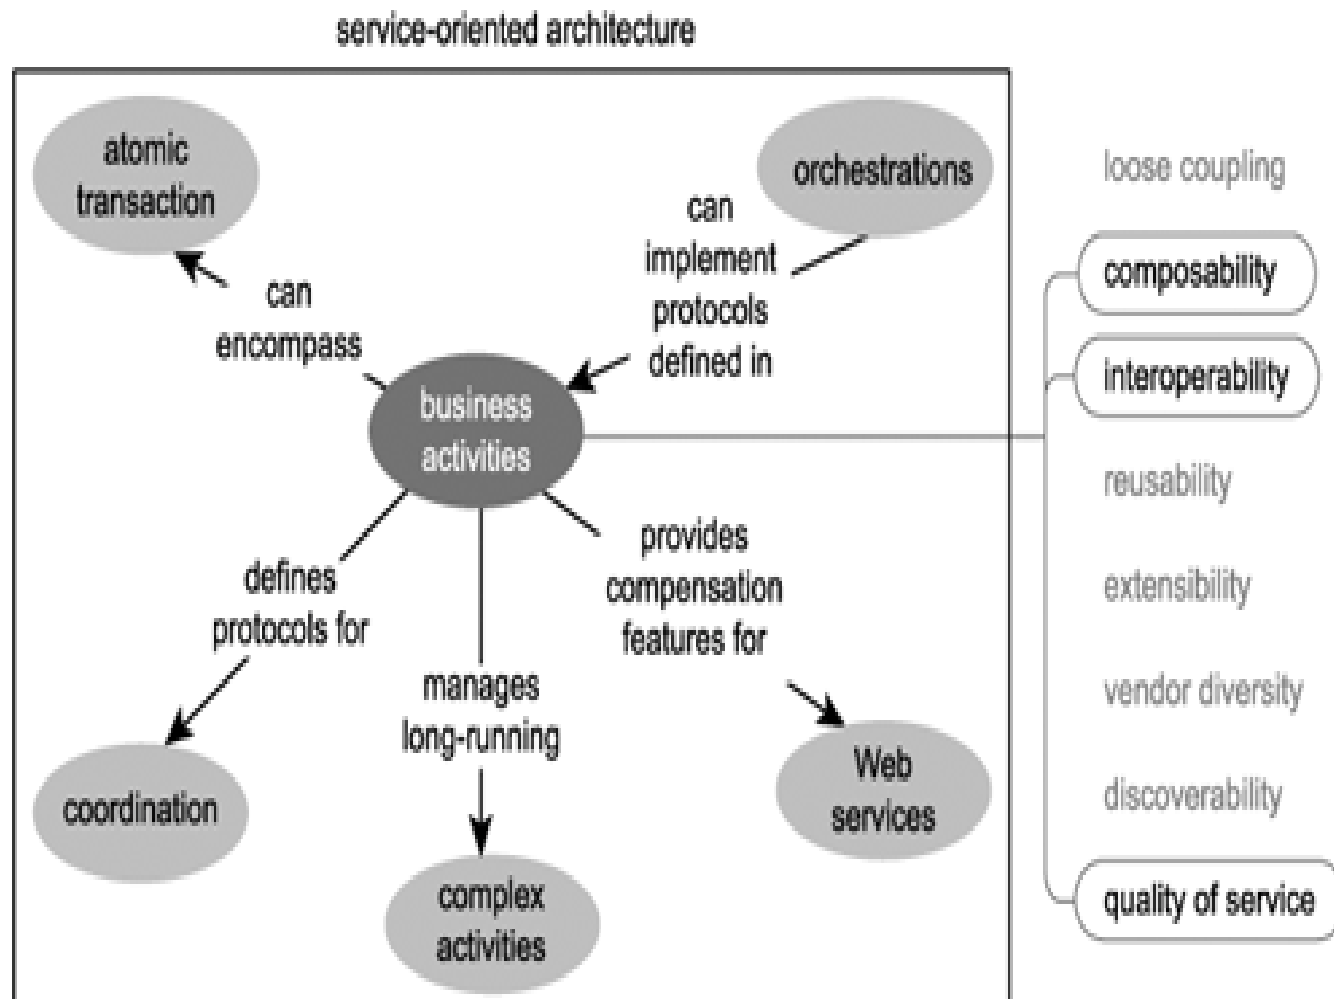 service-oriented architecture
atomic
transaction
orchestrations
can
implement
protocols
defined in
can
encompass
business
activities
defines
protocols for
manages
long-running
provides
compensation
features for
coordination
complex
activities
Web
services
loose coupling
composability
interoperability
reusability
extensibility
vendor diversity
discoverability
quality of service